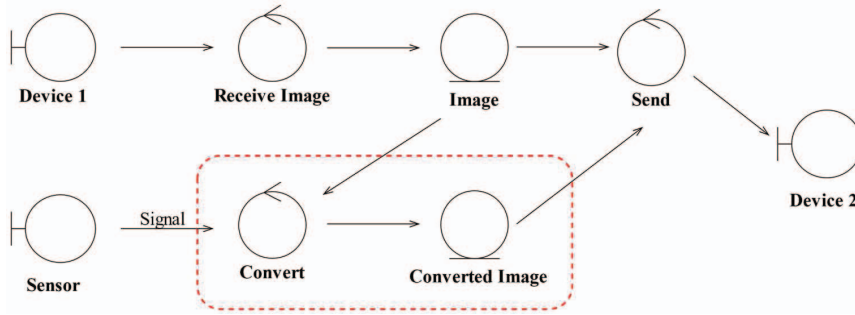 Device 1
Receive Image
Image
Send
Device 2
Signal
Sensor
Convert
Converted Image